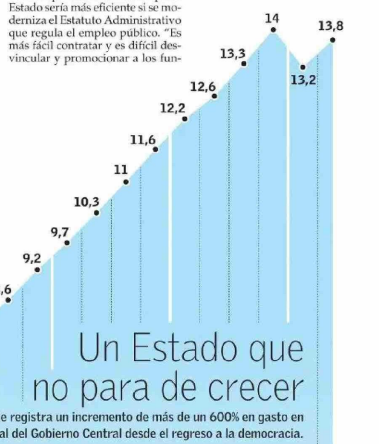 Estado sería más eficiente si se mo-
derniza el Estatuto Administrativo
que regula el empleo público. “Es
más fácil contratar y es difícil des-
vincular y promocionar a los fun-
14
13,8
13,3
13,2
12,6
12,2
11,6
11
10,3
9,7
9,2
,6
Un Estado que
no para de crecer
e registra un incremento de más de un 600% en gasto en
al del Gobierno Central desde el regreso a la democracia.